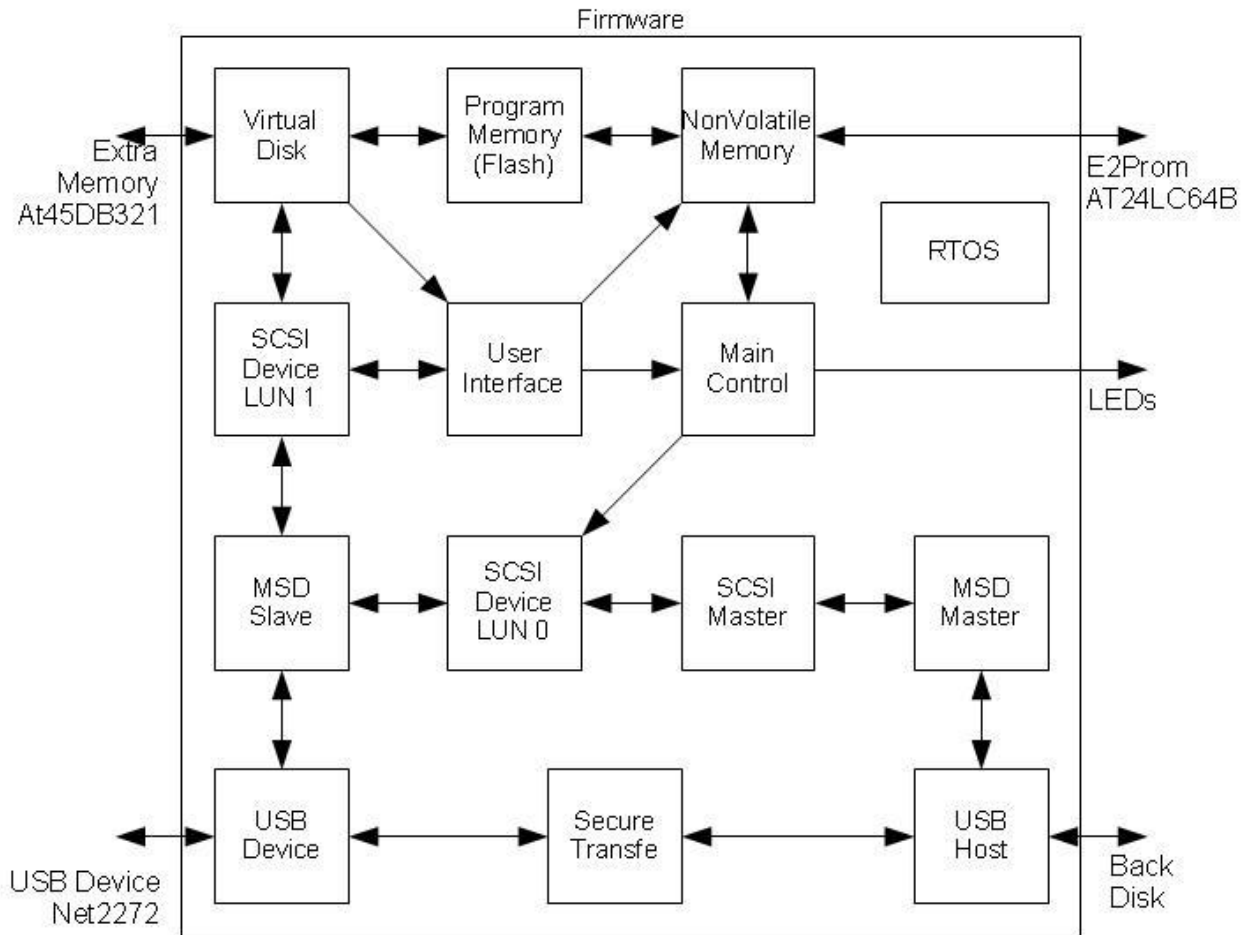 Firmware
Virtual
Disk
Program
Memory
(Flash)
NonVolatile
Memory
Extra
Memory
At45DB321
E2Prom
AT24LC64B
RTOS
SCSI
Device
LUN 1
User
Interface
Main
Control
LEDs
MSD
Slave
SCSI
Device
LUN 0
SCSI
Master
MSD
Master
USB
Device
Secure
Transfe
USB
Host
USB Device
Net2272
Back
Disk